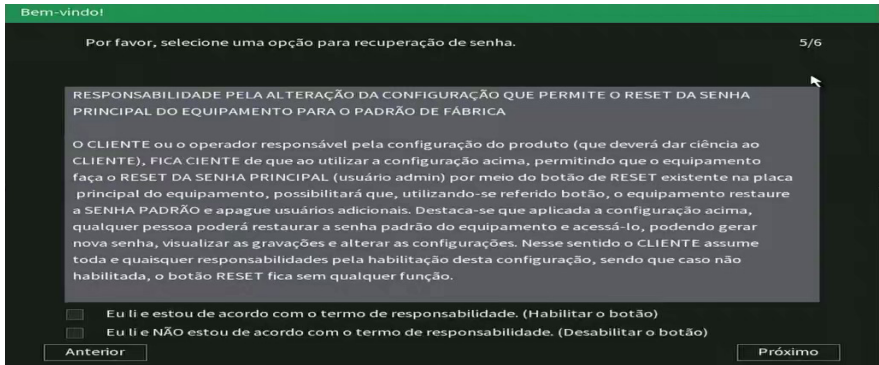 Bem-vindo!
Por favor, selecione uma opção para recuperação de senha.
5/6
RESPONSABILIDADE PELA ALTERAÇÃO DA CONFIGURAÇÃO QUE PERMITE O RESET DA SENHA
PRINCIPAL DO EQUIPAMENTO PARA O PADRÃO DE FÁBRICA
O CLIENTE ou o operador responsável pela configuração do produto (que deverá dar ciência ao
CLIENTE), FICA CIENTE de que ao utilizar a configuração acima, permitindo que o equipamento
faça o RESET DA SENHA PRINCIPAL (usuário admin) por meio do botão de RESET existente na placa
principal do equipamento, possibilitará que, utilizando-se referido botão, o equipamento restaure
a SENHA PADRÃO e apague usuários adicionais. Destaca-se que aplicada a configuração acima,
qualquer pessoa poderá restaurar a senha padrão do equipamento e acessá-lo, podendo gerar
nova senha, visualizar as gravações e alterar as configurações. Nesse sentido o CLIENTE assume
toda e quaisquer responsabilidades pela habilitação desta configuração, sendo que caso não
habilitada, o botão RESET fica sem qualquer função.
Eu li e estou de acordo com o termo de responsabilidade. (Habilitar o botão)
Eu li e NÃO estou de acordo com o termo de responsabilidade. (Desabilitar o botão)
Anterior
Próximo